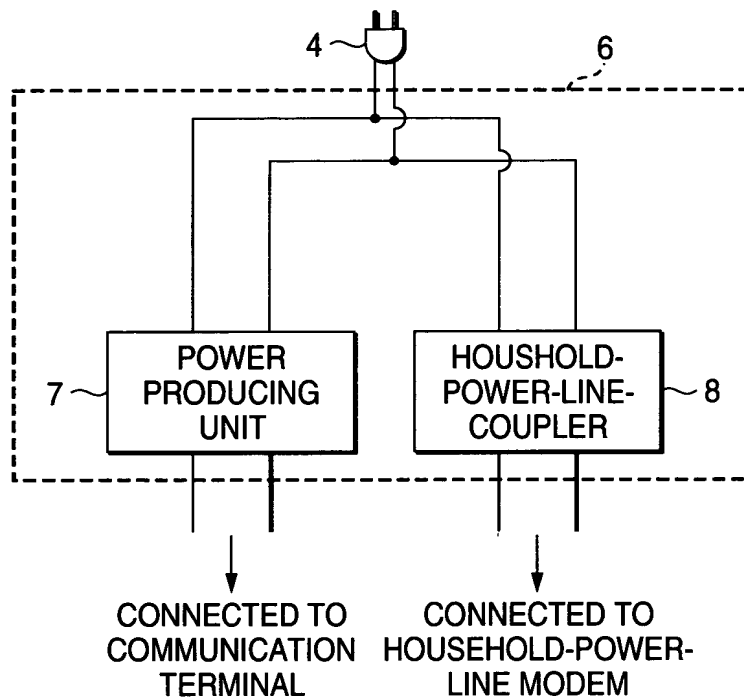 4
6
POWER
PRODUCING
UNIT
7
HOUSHOLD-
POWER-LINE-
COUPLER
8
CONNECTED TO
COMMUNICATION
TERMINAL
CONNECTED TO
HOUSEHOLD-POWER-
LINE MODEM